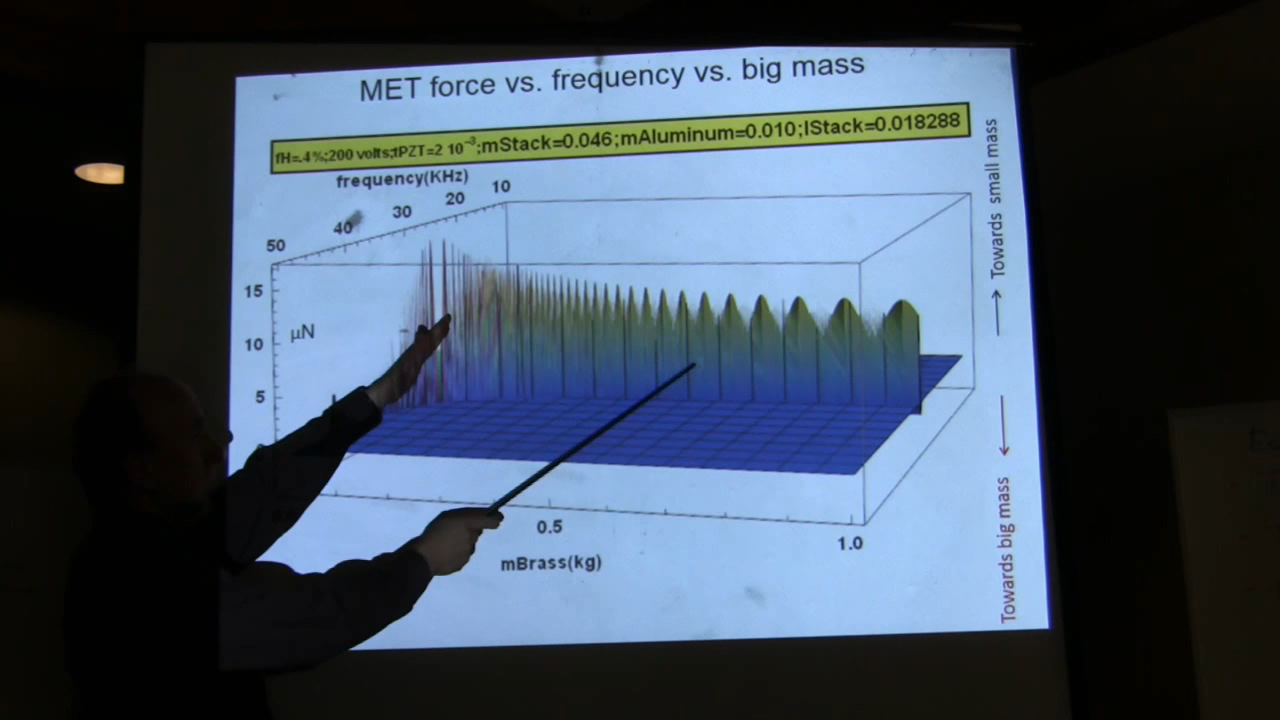 MET force vs. frequency vs. big mass
fH=.4%;200 volts;tPZT=2 10⁻³;mStack=0.046;mAluminum=0.010;lStack=0.018288
frequency(KHz)
10
20
30
40
50
15
µN
10
5
0.5
1.0
mBrass(kg)
Towards big mass ← → Towards small mass